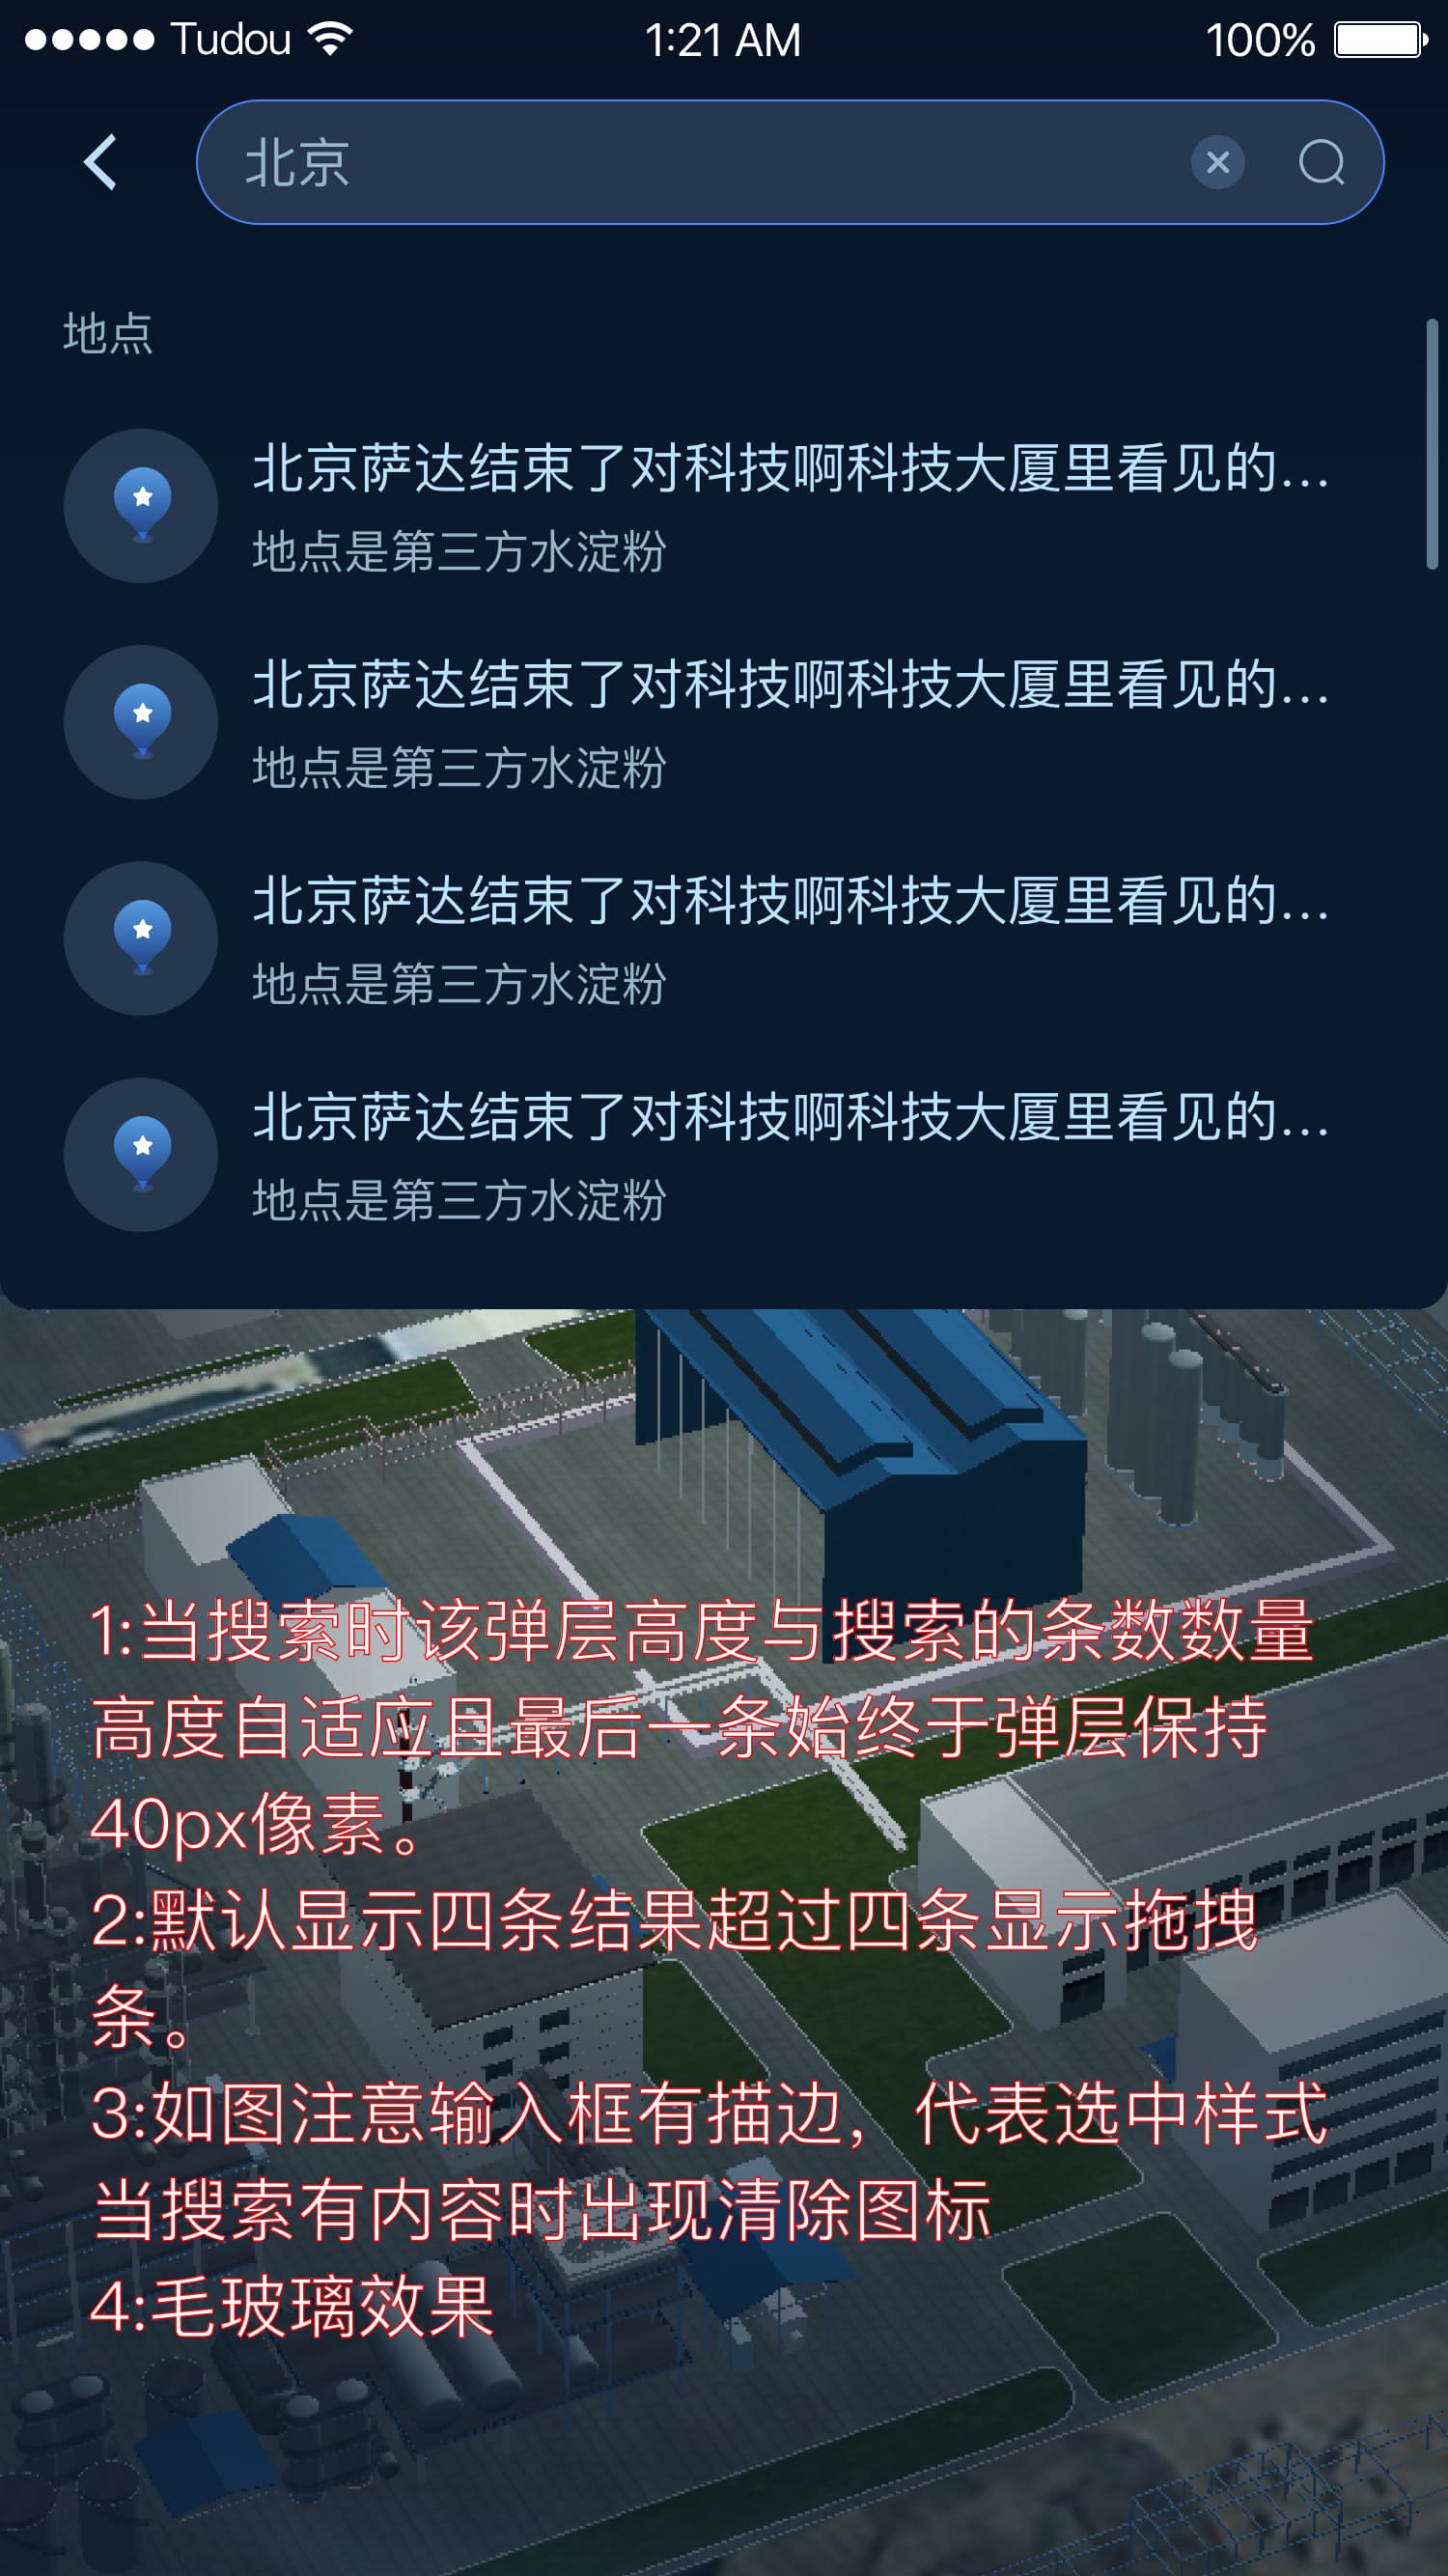 Tudou 1:21 AM 100%
北京
地点
北京萨达结束了对科技啊科技大厦里看见的...
地点是第三方水淀粉
北京萨达结束了对科技啊科技大厦里看见的...
地点是第三方水淀粉
北京萨达结束了对科技啊科技大厦里看见的...
地点是第三方水淀粉
北京萨达结束了对科技啊科技大厦里看见的...
地点是第三方水淀粉
1:当搜索时该弹层高度与搜索的条数数量
高度自适应且最后一条始终于弹层保持
40px像素。
2:默认显示四条结果超过四条显示拖拽
条。
3:如图注意输入框有描边，代表选中样式
当搜索有内容时出现清除图标
4:毛玻璃效果